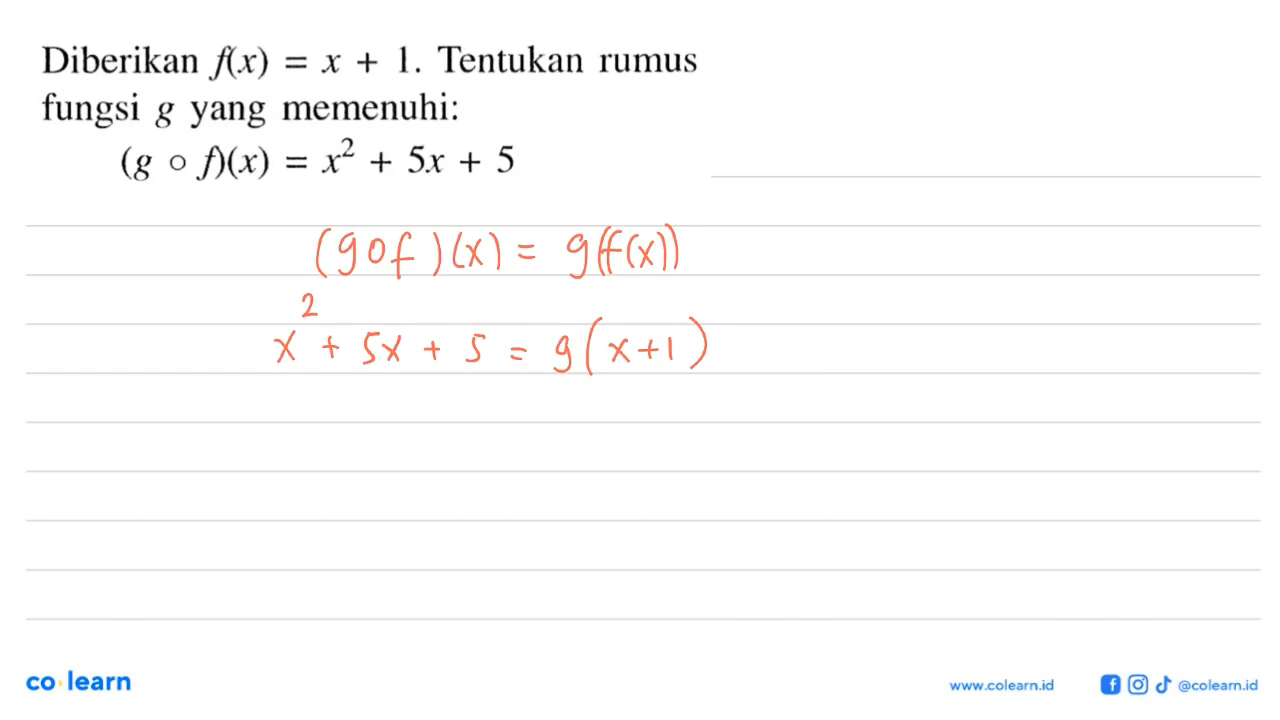 Diberikan f(x) = x + 1. Tentukan rumus
fungsi g yang memenuhi:
(g ∘ f)(x) = x² + 5x + 5
(gof)(x) = g(f(x))
x² + 5x + 5 = g(x+1)
co learn
www.colearn.id @colearn.id